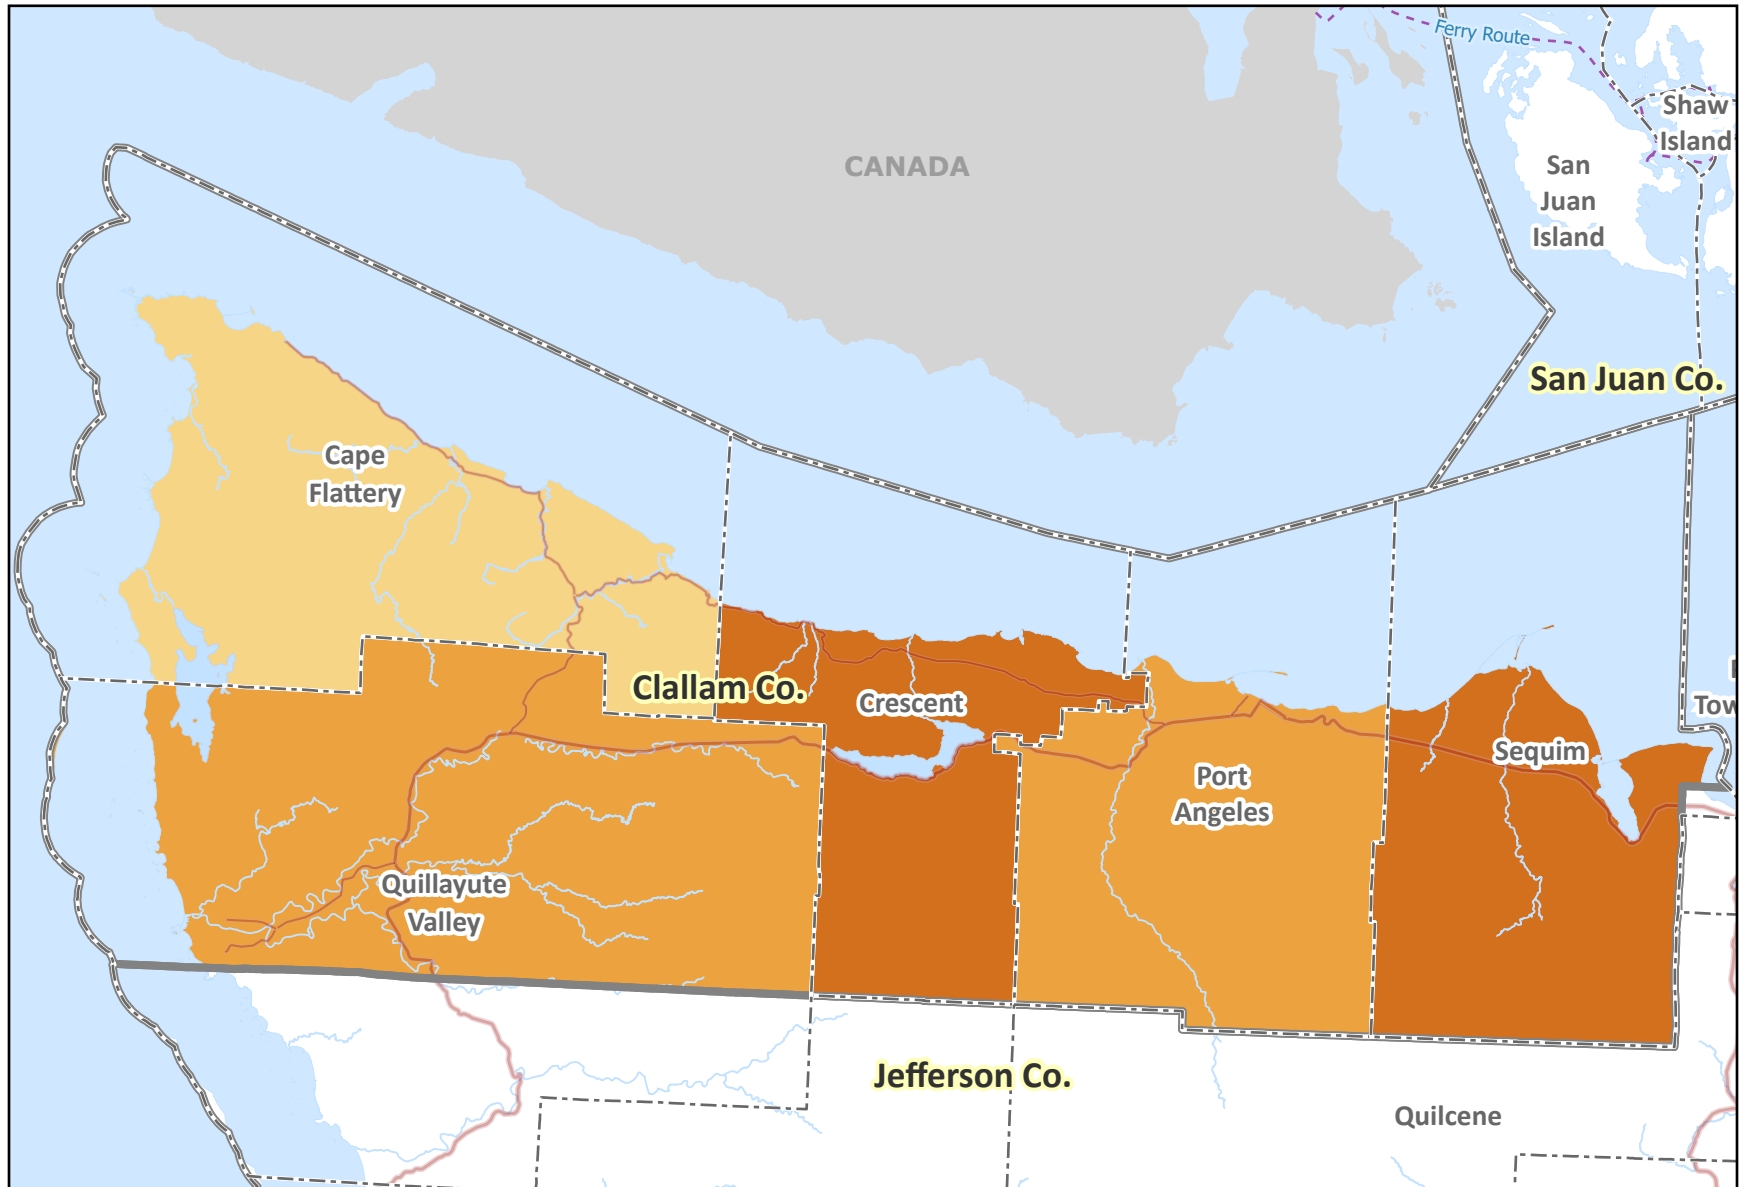 Ferry Route
Shaw
Island
CANADA
San
Juan
Island
San Juan Co.
Cape
Flattery
Clallam Co.
Crescent
Tow
Sequim
Port
Angeles
Quillayute
Valley
Jefferson Co.
Quilcene